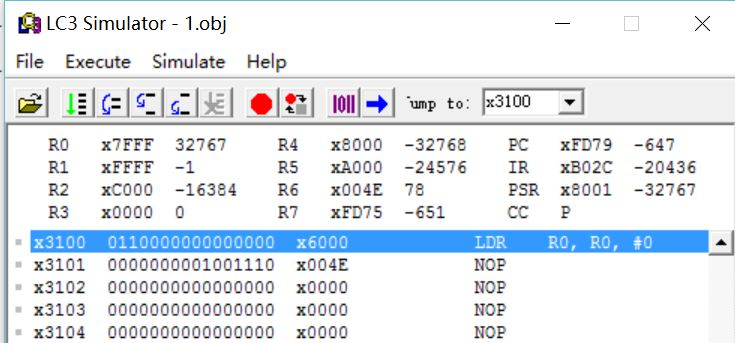 LC3 Simulator - 1.obj
File Execute Simulate Help
Jump to: x3100
R0 x7FFF 32767 R4 x8000 -32768 PC xFD79 -647
R1 xFFFF -1 R5 xA000 -24576 IR xB02C -20436
R2 xC000 -16384 R6 x004E 78 PSR x8001 -32767
R3 x0000 0 R7 xFD75 -651 CC P
x3100 0110000000000000 x6000 LDR R0, R0, #0
x3101 0000000001001110 x004E NOP
x3102 0000000000000000 x0000 NOP
x3103 0000000000000000 x0000 NOP
x3104 0000000000000000 x0000 NOP